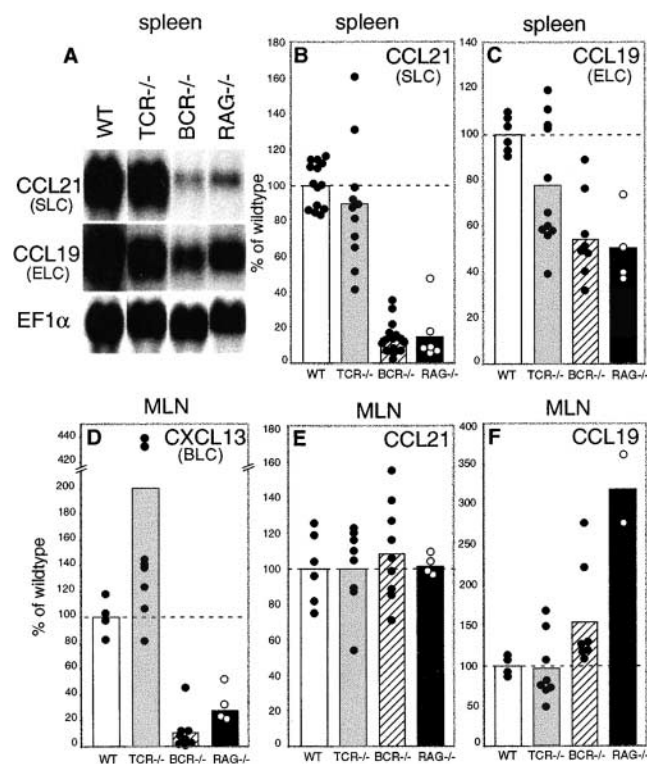 spleen
spleen
spleen
A
WT
TCR-/-
BCR-/-
RAG-/-
CCL21
(SLC)
CCL19
(ELC)
EF1α
B
CCL21
(SLC)
% of wildtype
180
160
140
120
100
80
60
40
20
0
WT TCR-/- BCR-/- RAG-/-
C
CCL19
(ELC)
120
100
80
60
40
0
WT TCR-/- BCR-/- RAG-/-
MLN
D
CXCL13
(BLC)
% of wildtype
440
420
200
140
120
100
80
60
40
20
0
WT TCR-/- BCR-/- RAG-/-
MLN
E
CCL21
180
160
140
120
100
80
60
40
20
0
WT TCR-/- BCR-/- RAG-/-
MLN
F
CCL19
400
350
300
250
200
150
100
50
0
WT TCR-/- BCR-/- RAG-/-